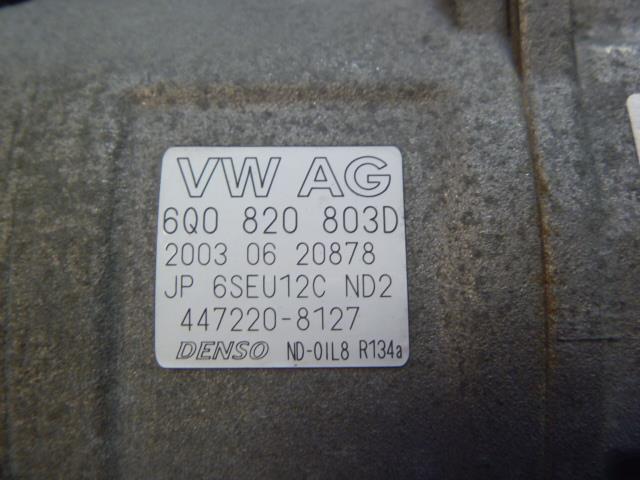 VW AG
6Q0 820 803D
2003 06 20878
JP 6SEU12C ND2
447220-8127
DENSO ND-OIL8 R134a